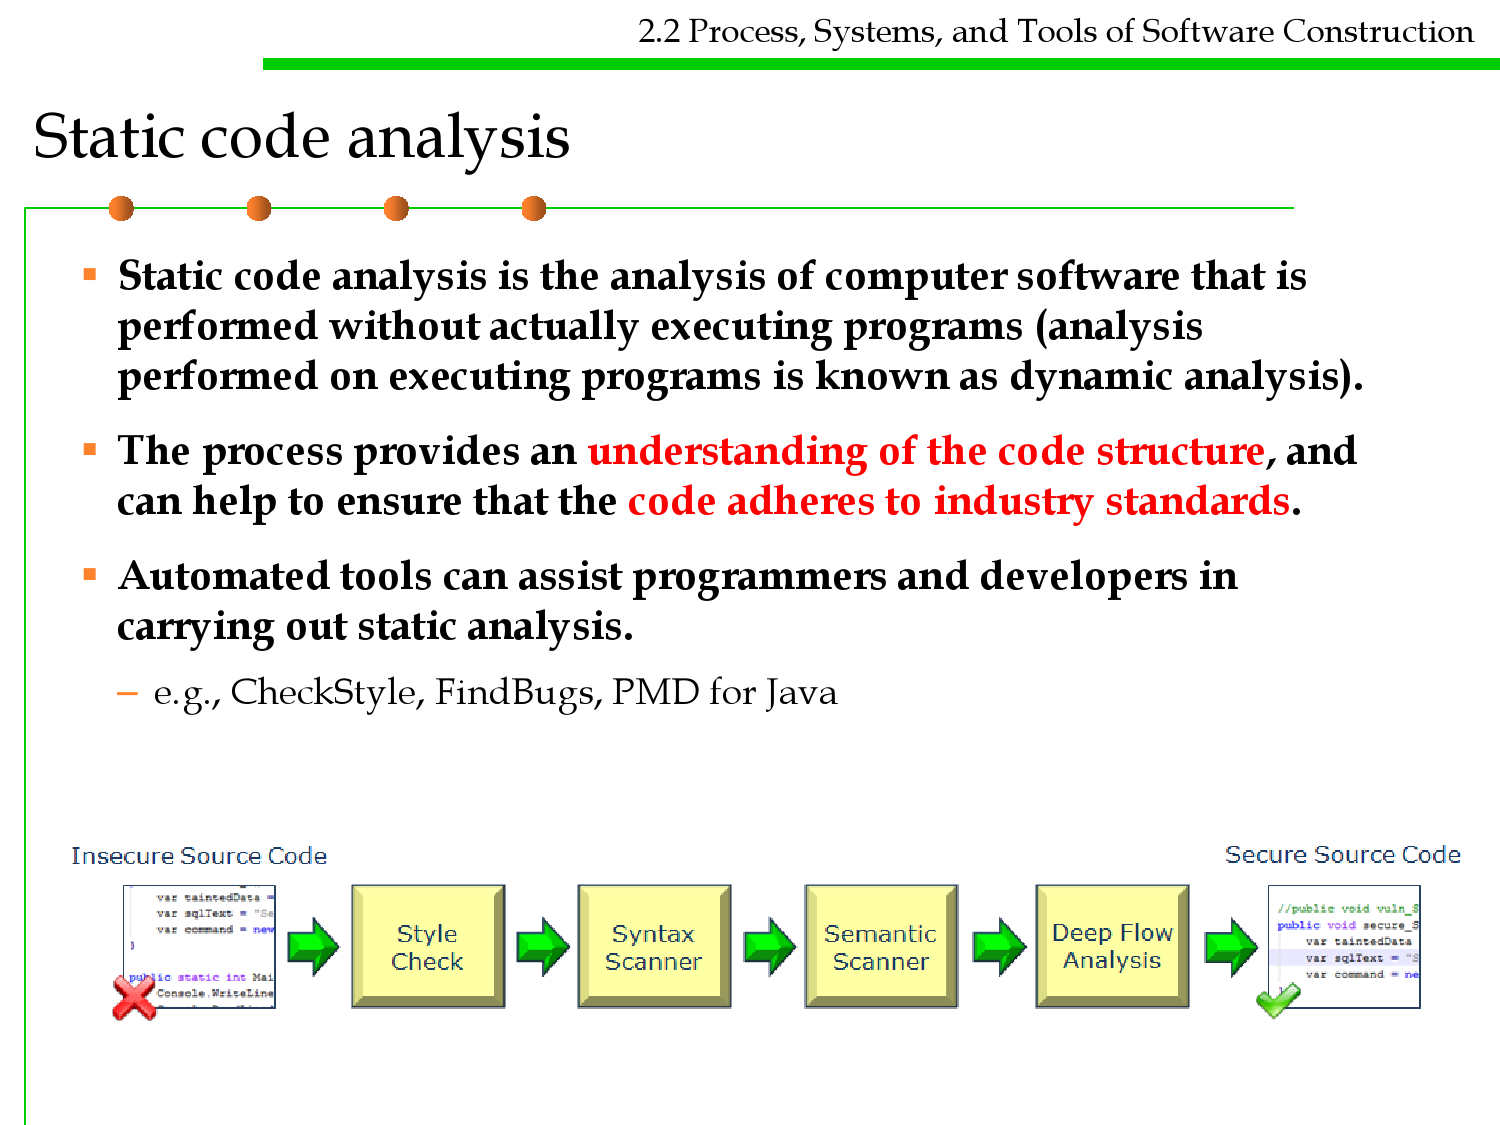 2.2 Process, Systems, and Tools of Software Construction
Static code analysis
▪ Static code analysis is the analysis of computer software that is
performed without actually executing programs (analysis
performed on executing programs is known as dynamic analysis).
▪ The process provides an understanding of the code structure, and
can help to ensure that the code adheres to industry standards.
▪ Automated tools can assist programmers and developers in
carrying out static analysis.
– e.g., CheckStyle, FindBugs, PMD for Java
Insecure Source Code
var taintedData =
var sqlText = "Se
var command = new
}
public static int Mai
Console.WriteLine
Style
Check
Syntax
Scanner
Semantic
Scanner
Deep Flow
Analysis
Secure Source Code
//public void vuln_S
public void secure_S
var taintedData
var sqlText = "S
var command = ne